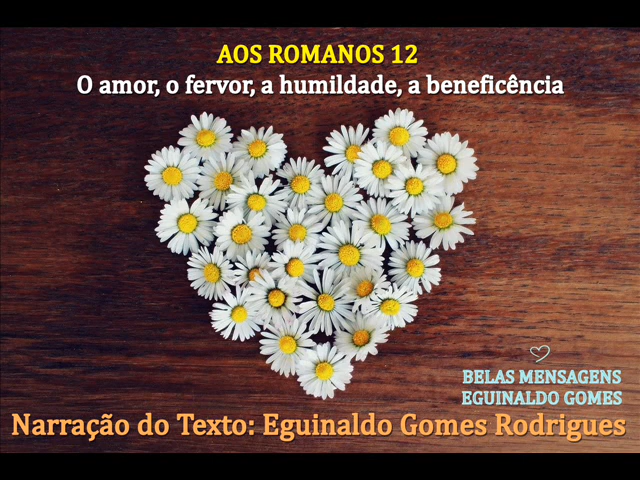 AOS ROMANOS 12
O amor, o fervor, a humildade, a beneficência
BELAS MENSAGENS
EGUINALDO GOMES
Narração do Texto: Eguinaldo Gomes Rodrigues